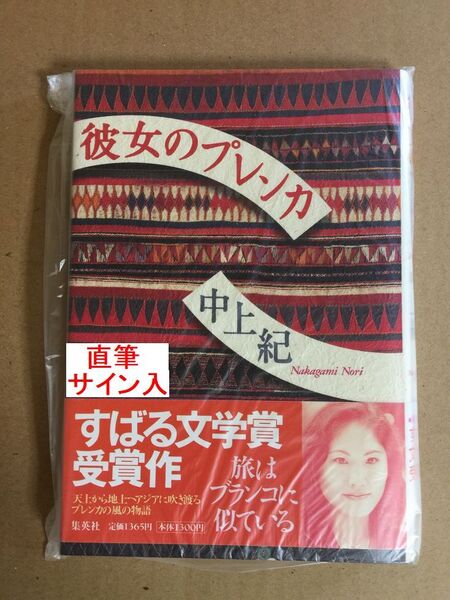 彼女のプレンカ
中上紀
Nakagami Nori
直筆
サイン入
すばる文学賞
受賞作
旅は
ブランコに
似ている
天上から地上へアジアに吹き渡る
プレンカの風の物語
集英社 定価1365円 本体1300円